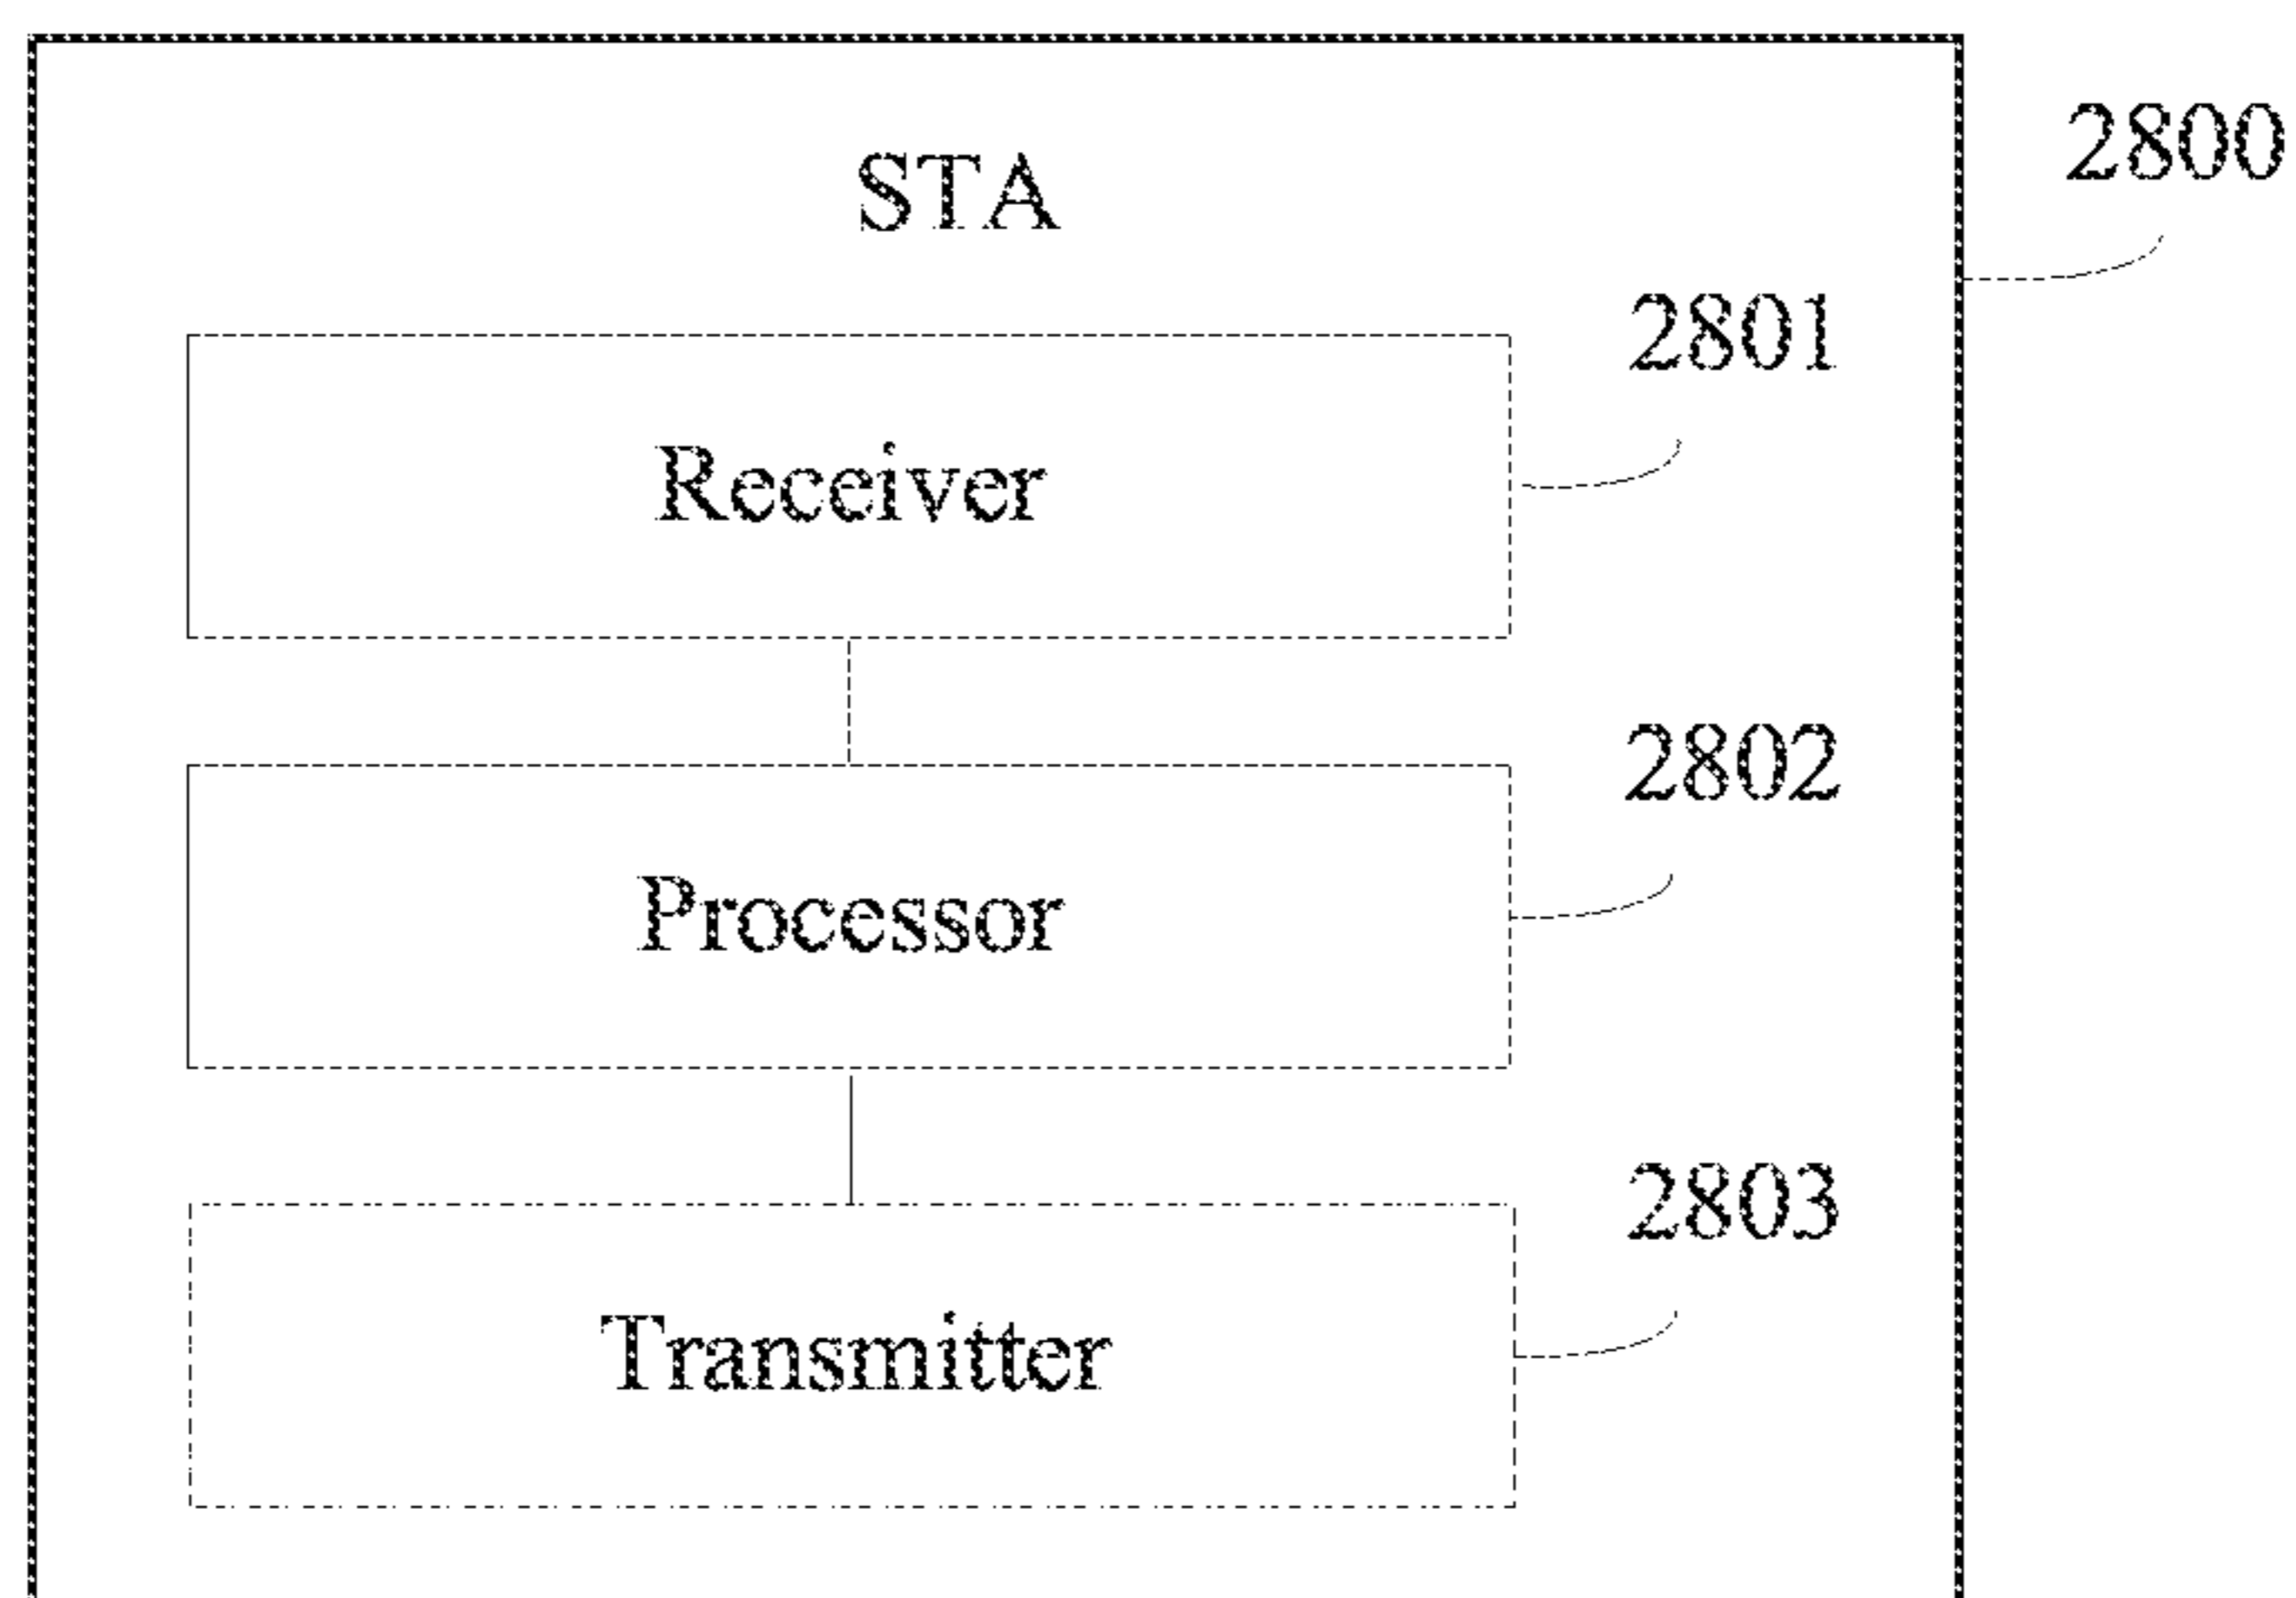 2800
STA
2801
Receiver
2802
Processor
2803
Transmitter